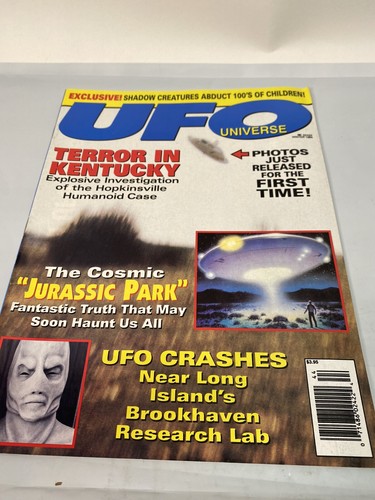 EXCLUSIVE! SHADOW CREATURES ABDUCT 100'S OF CHILDREN!
UFO
UNIVERSE
TERROR IN
KENTUCKY
Explosive Investigation
of the Hopkinsville
Humanoid Case
PHOTOS
JUST
RELEASED
FOR THE
FIRST
TIME!
The Cosmic
"JURASSIC PARK"
Fantastic Truth That May
Soon Haunt Us All
UFO CRASHES
Near Long
Island's
Brookhaven
Research Lab
$3.95